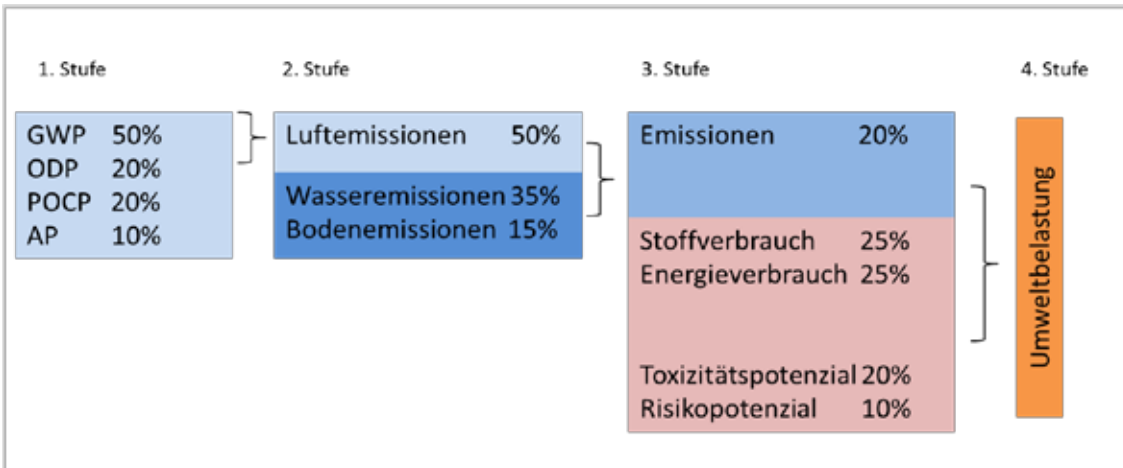 1. Stufe
2. Stufe
3. Stufe
4. Stufe
GWP 50%
ODP 20%
POCP 20%
AP 10%
Luftemissionen 50%
Wasseremissionen 35%
Bodenemissionen 15%
Emissionen 20%
Stoffverbrauch 25%
Energieverbrauch 25%
Toxizitätspotenzial 20%
Risikopotenzial 10%
Umweltbelastung